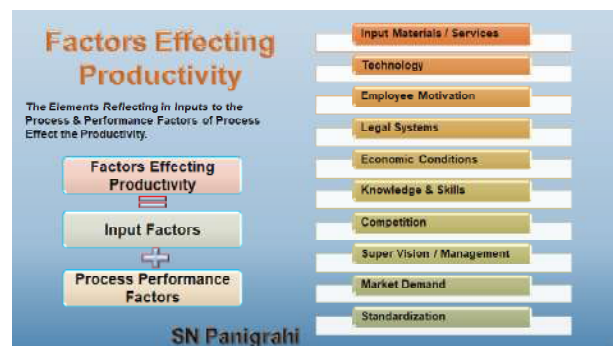 Factors Effecting
Productivity
The Elements Reflecting in Inputs to the
Process & Performance Factors of Process
Effect the Productivity.
Factors Effecting
Productivity
=
Input Factors
+
Process Performance
Factors
SN Panigrahi
Input Materials / Services
Technology
Employee Motivation
Legal Systems
Economic Conditions
Knowledge & Skills
Competition
Super Vision / Management
Market Demand
Standardization